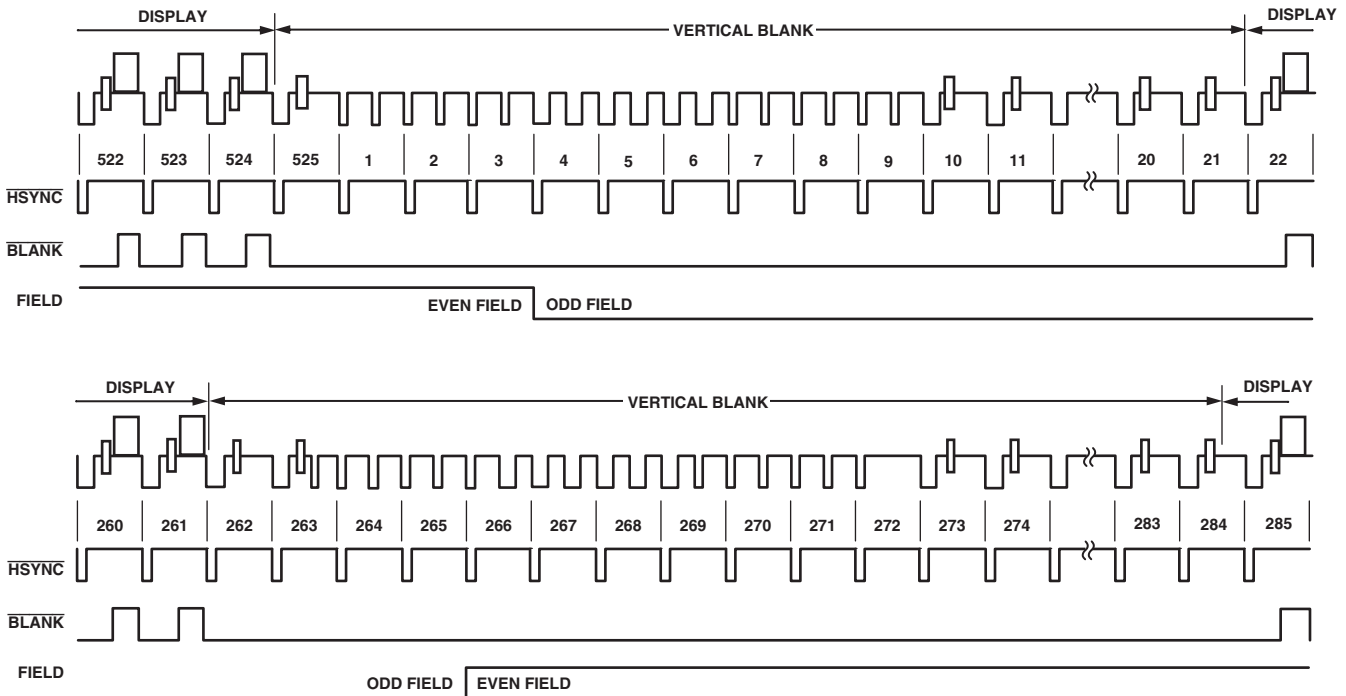 DISPLAY VERTICAL BLANK DISPLAY
522 523 524 525 1 2 3 4 5 6 7 8 9 10 11 20 21 22
HSYNC
BLANK
FIELD EVEN FIELD ODD FIELD
DISPLAY VERTICAL BLANK DISPLAY
260 261 262 263 264 265 266 267 268 269 270 271 272 273 274 283 284 285
HSYNC
BLANK
FIELD ODD FIELD EVEN FIELD